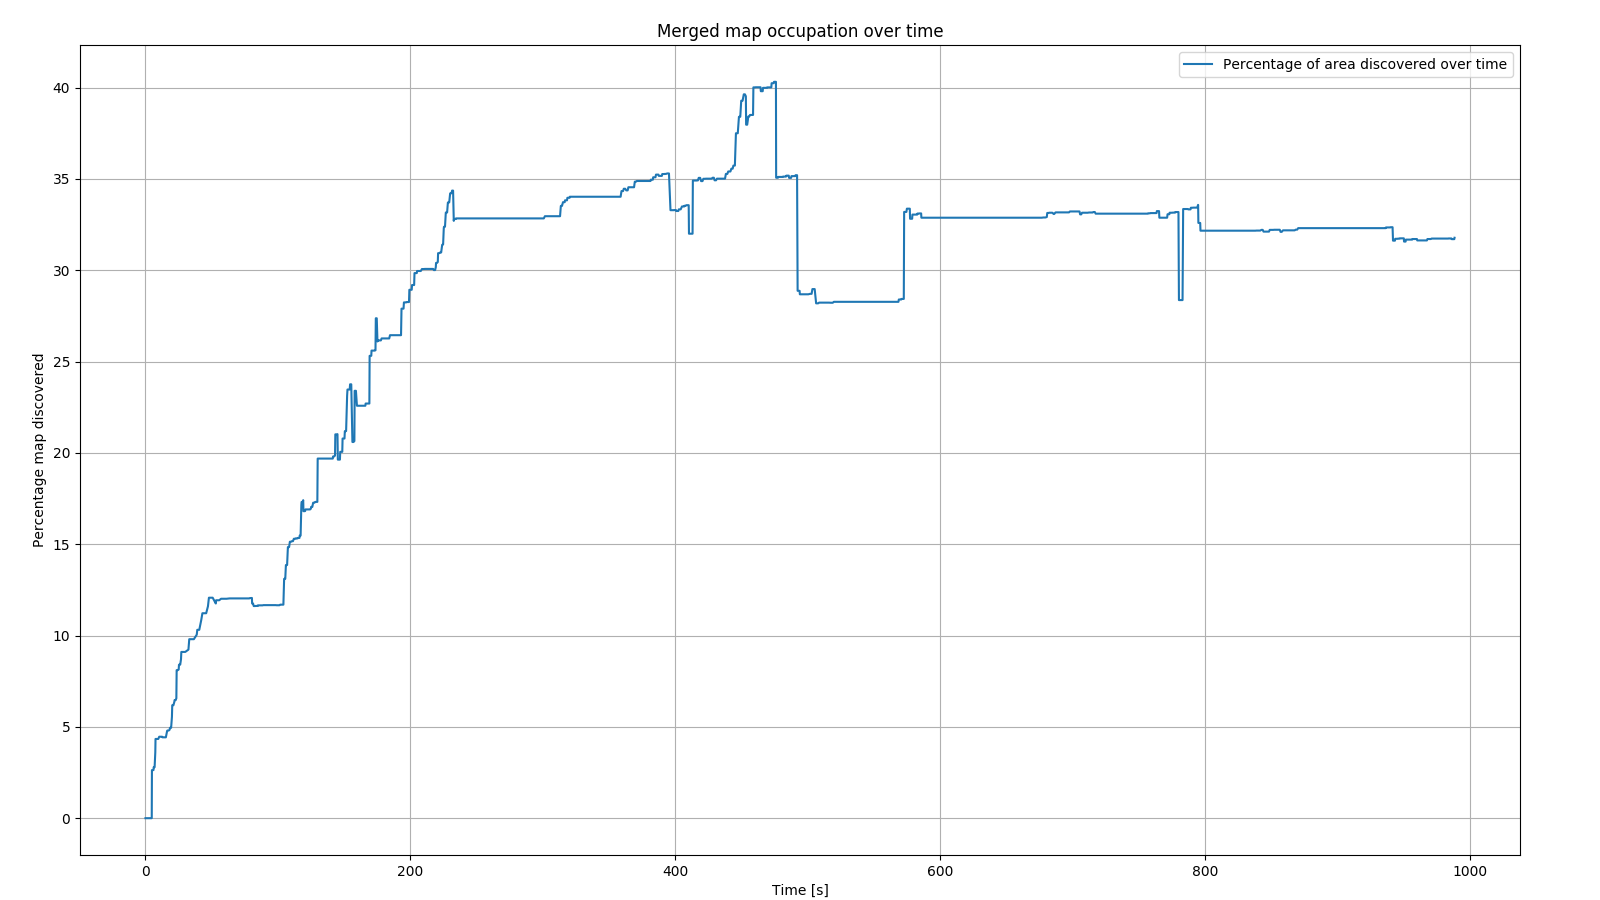 Merged map occupation over time
Percentage of area discovered over time
40
35
30
25
20
15
10
5
0
Percentage map discovered
0 200 400 600 800 1000
Time [s]